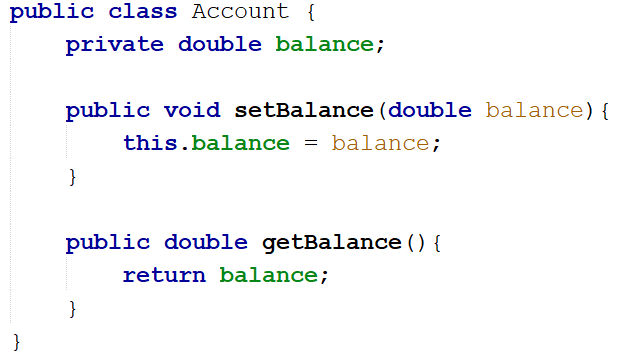 public class Account {
    private double balance;

    public void setBalance(double balance){
        this.balance = balance;
    }

    public double getBalance(){
        return balance;
    }
}